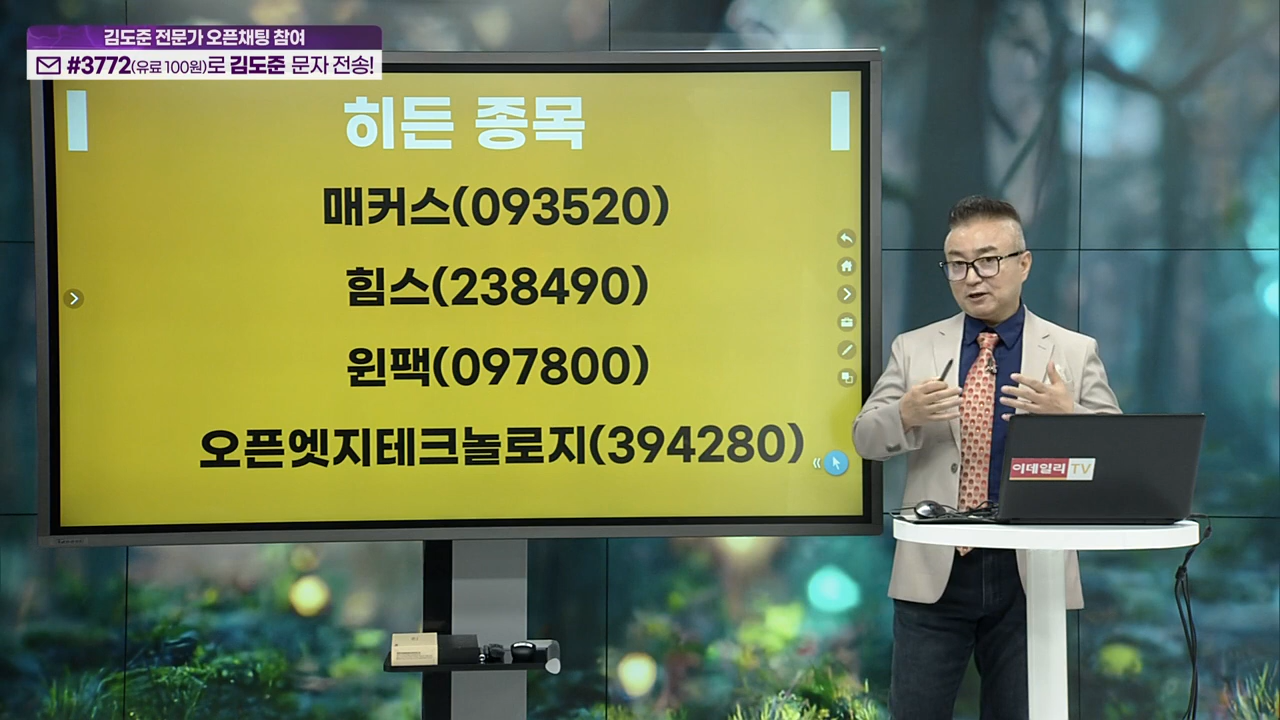 김도준 전문가 오픈채팅 참여
#3772(유료 100원)로 김도준 문자 전송!
히든 종목
매커스(093520)
힘스(238490)
윈팩(097800)
오픈엣지테크놀로지(394280)
이데일리TV